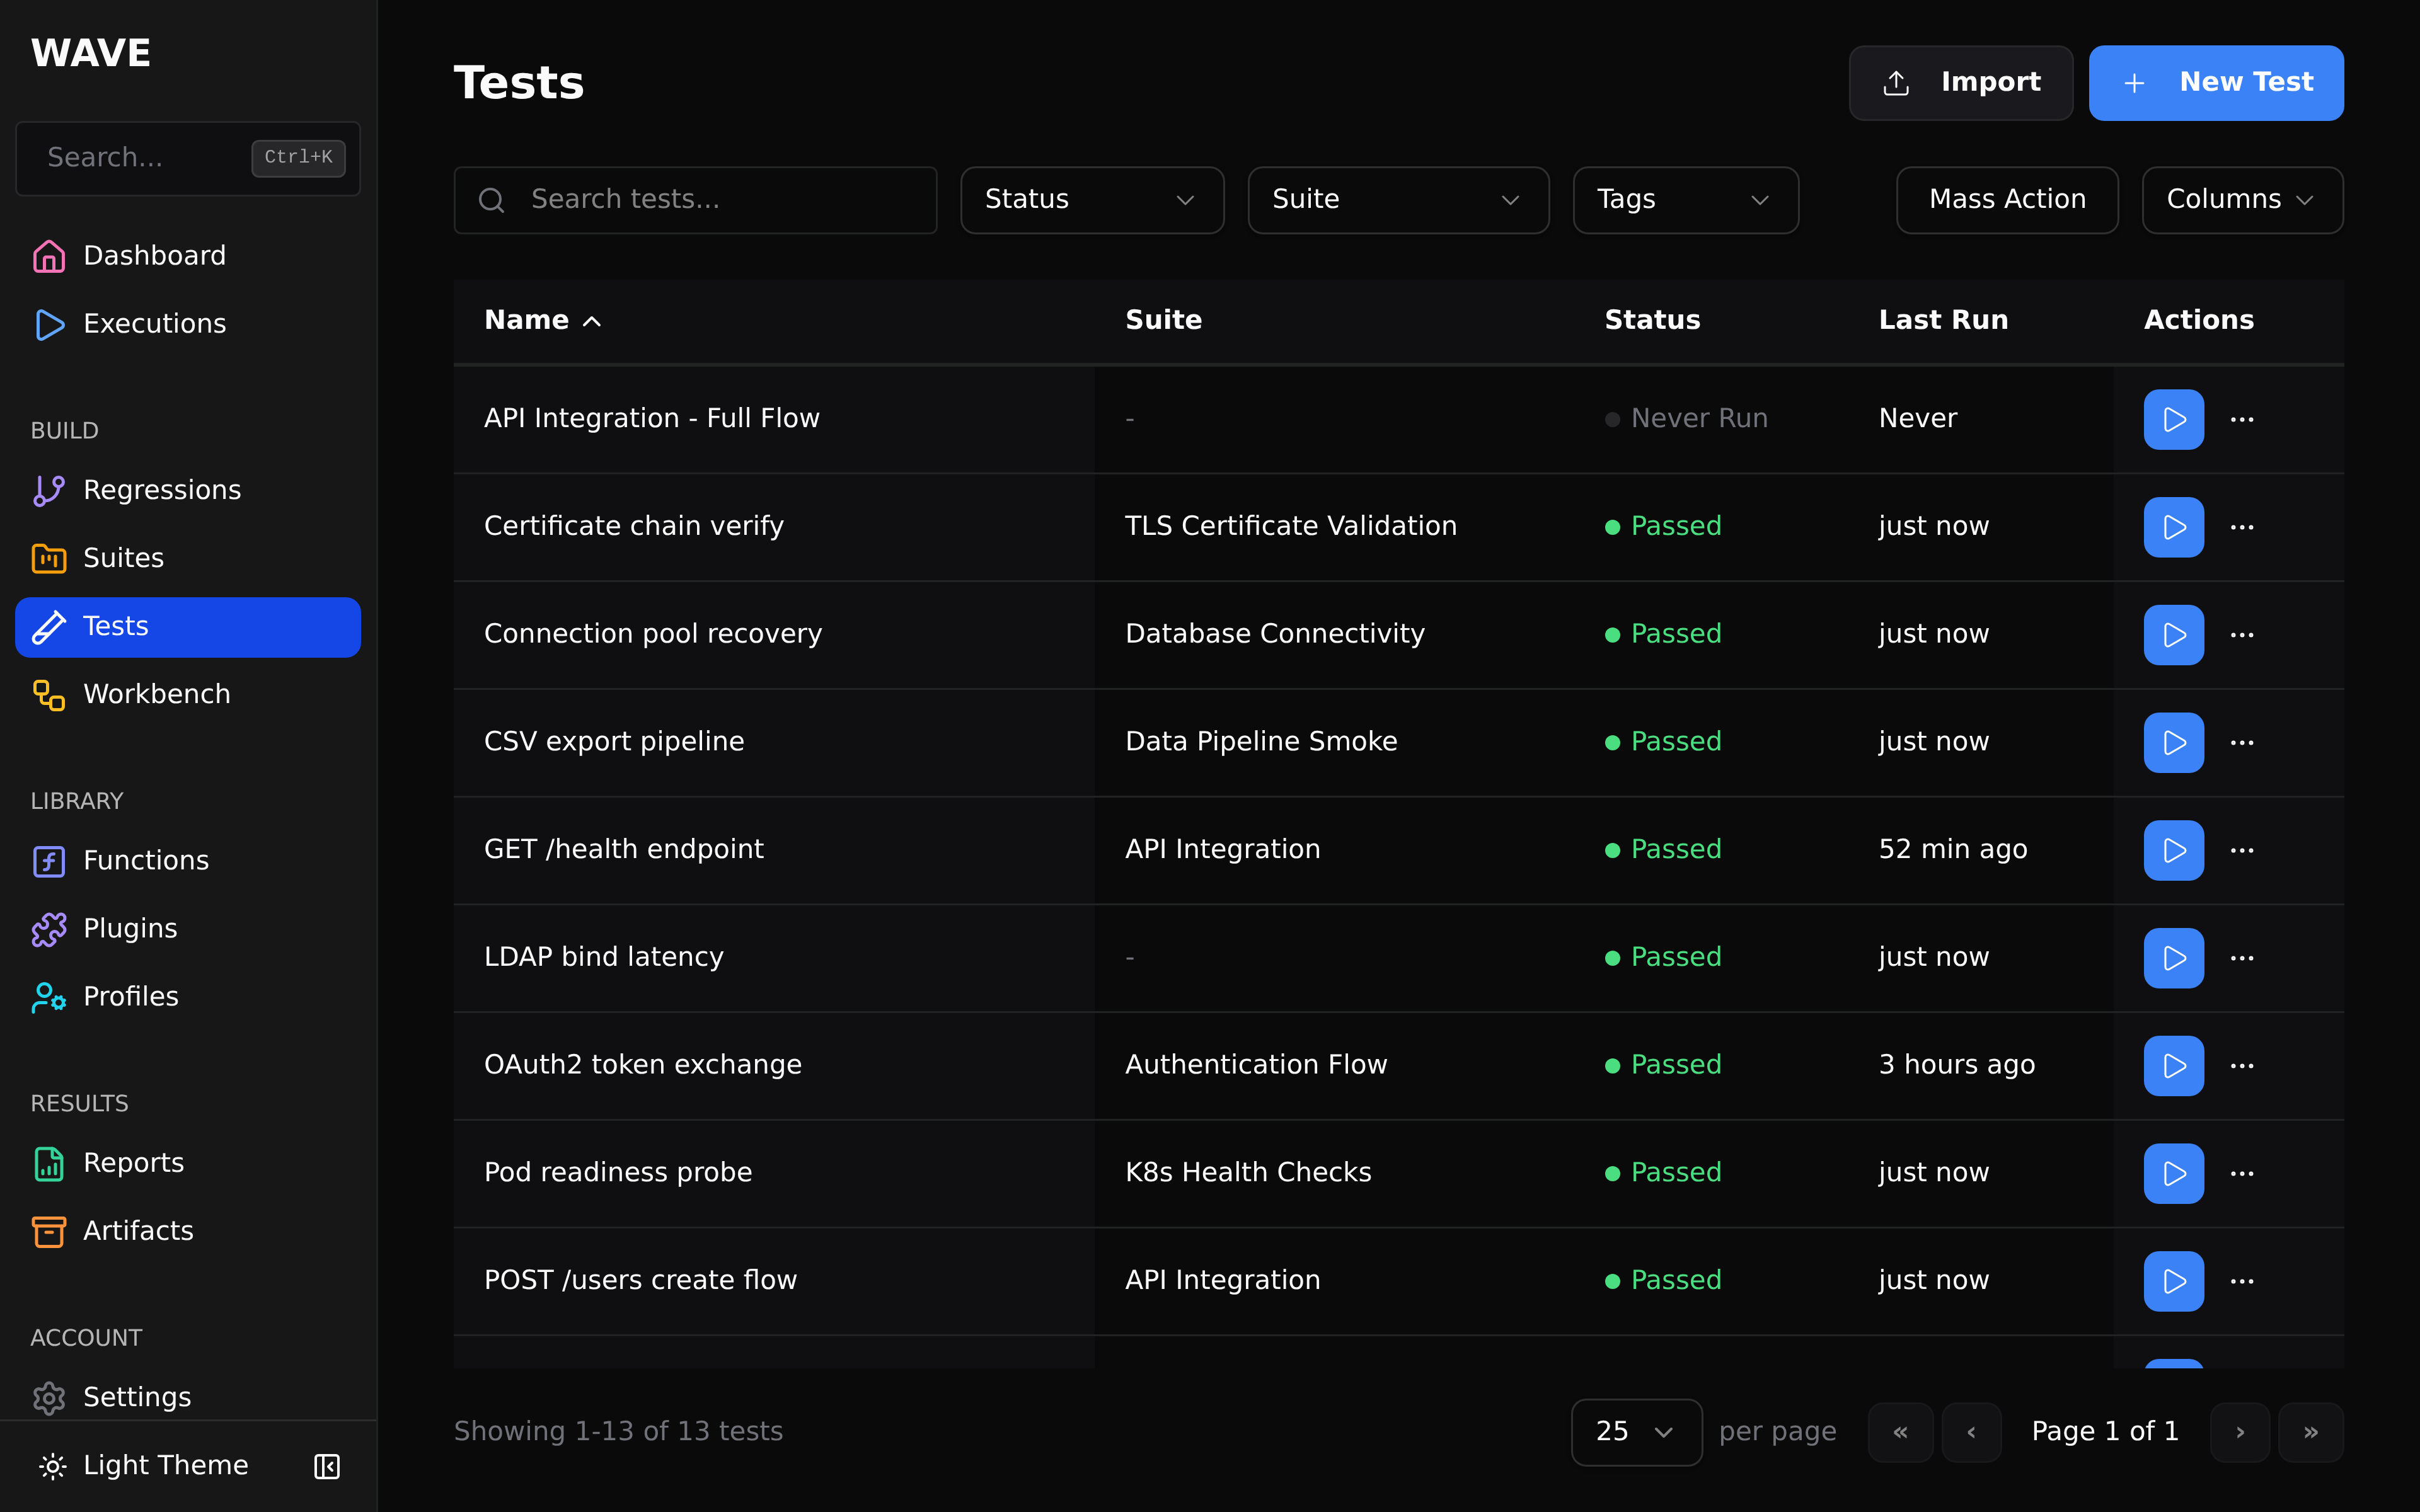 WAVE
Search...
Ctrl+K
Dashboard
Executions
BUILD
Regressions
Suites
Tests
Workbench
LIBRARY
Functions
Plugins
Profiles
RESULTS
Reports
Artifacts
ACCOUNT
Settings
Light Theme
Tests
Import
New Test
Search tests...
Status
Suite
Tags
Mass Action
Columns
Name Suite Status Last Run Actions
API Integration - Full Flow - Never Run Never
Certificate chain verify TLS Certificate Validation Passed just now
Connection pool recovery Database Connectivity Passed just now
CSV export pipeline Data Pipeline Smoke Passed just now
GET /health endpoint API Integration Passed 52 min ago
LDAP bind latency - Passed just now
OAuth2 token exchange Authentication Flow Passed 3 hours ago
Pod readiness probe K8s Health Checks Passed just now
POST /users create flow API Integration Passed just now
Showing 1-13 of 13 tests
25 per page « ‹ Page 1 of 1 › »